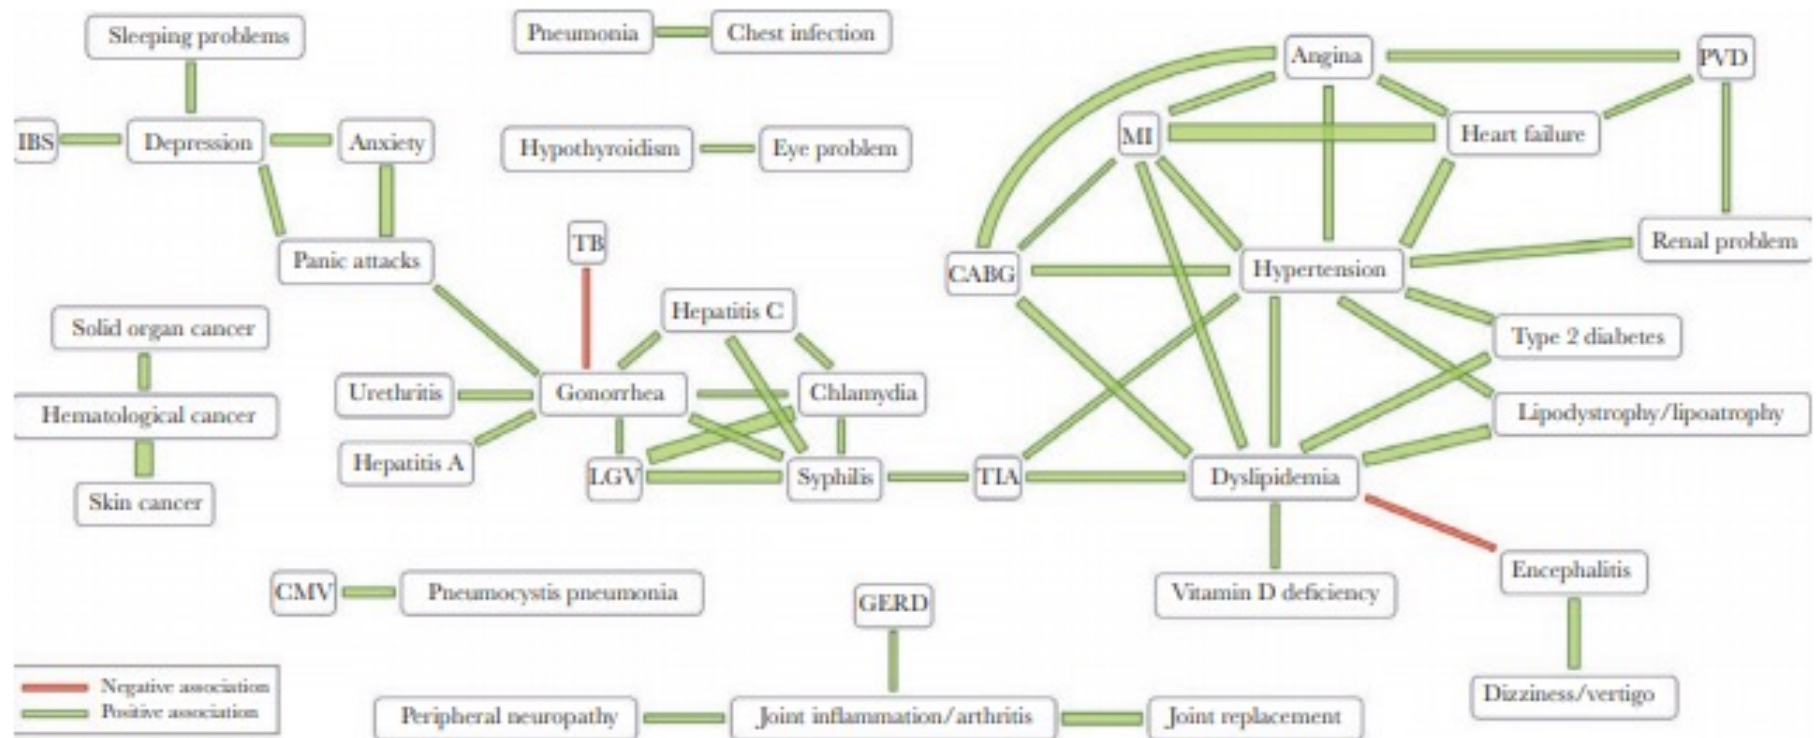 Sleeping problems
Pneumonia
Chest infection
Angina
PVD
IBS
Depression
Anxiety
Hypothyroidism
Eye problem
MI
Heart failure
Panic attacks
TB
CABG
Hypertension
Renal problem
Solid organ cancer
Hepatitis C
Type 2 diabetes
Hematological cancer
Urethritis
Gonorrhea
Chlamydia
Lipodystrophy/lipoatrophy
Hepatitis A
LGV
Syphilis
TIA
Dyslipidemia
Skin cancer
CMV
Pneumocystis pneumonia
GERD
Vitamin D deficiency
Encephalitis
Negative association
Positive association
Peripheral neuropathy
Joint inflammation/arthritis
Joint replacement
Dizziness/vertigo